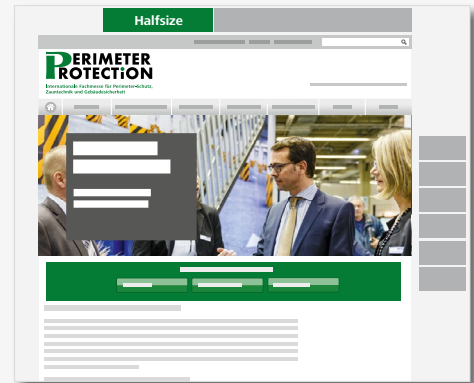 Halfsize
PERIMETER
PROTECTION
Internationale Fachmesse für Perimeter-Schutz,
Zauntechnik und Gebäudesicherheit